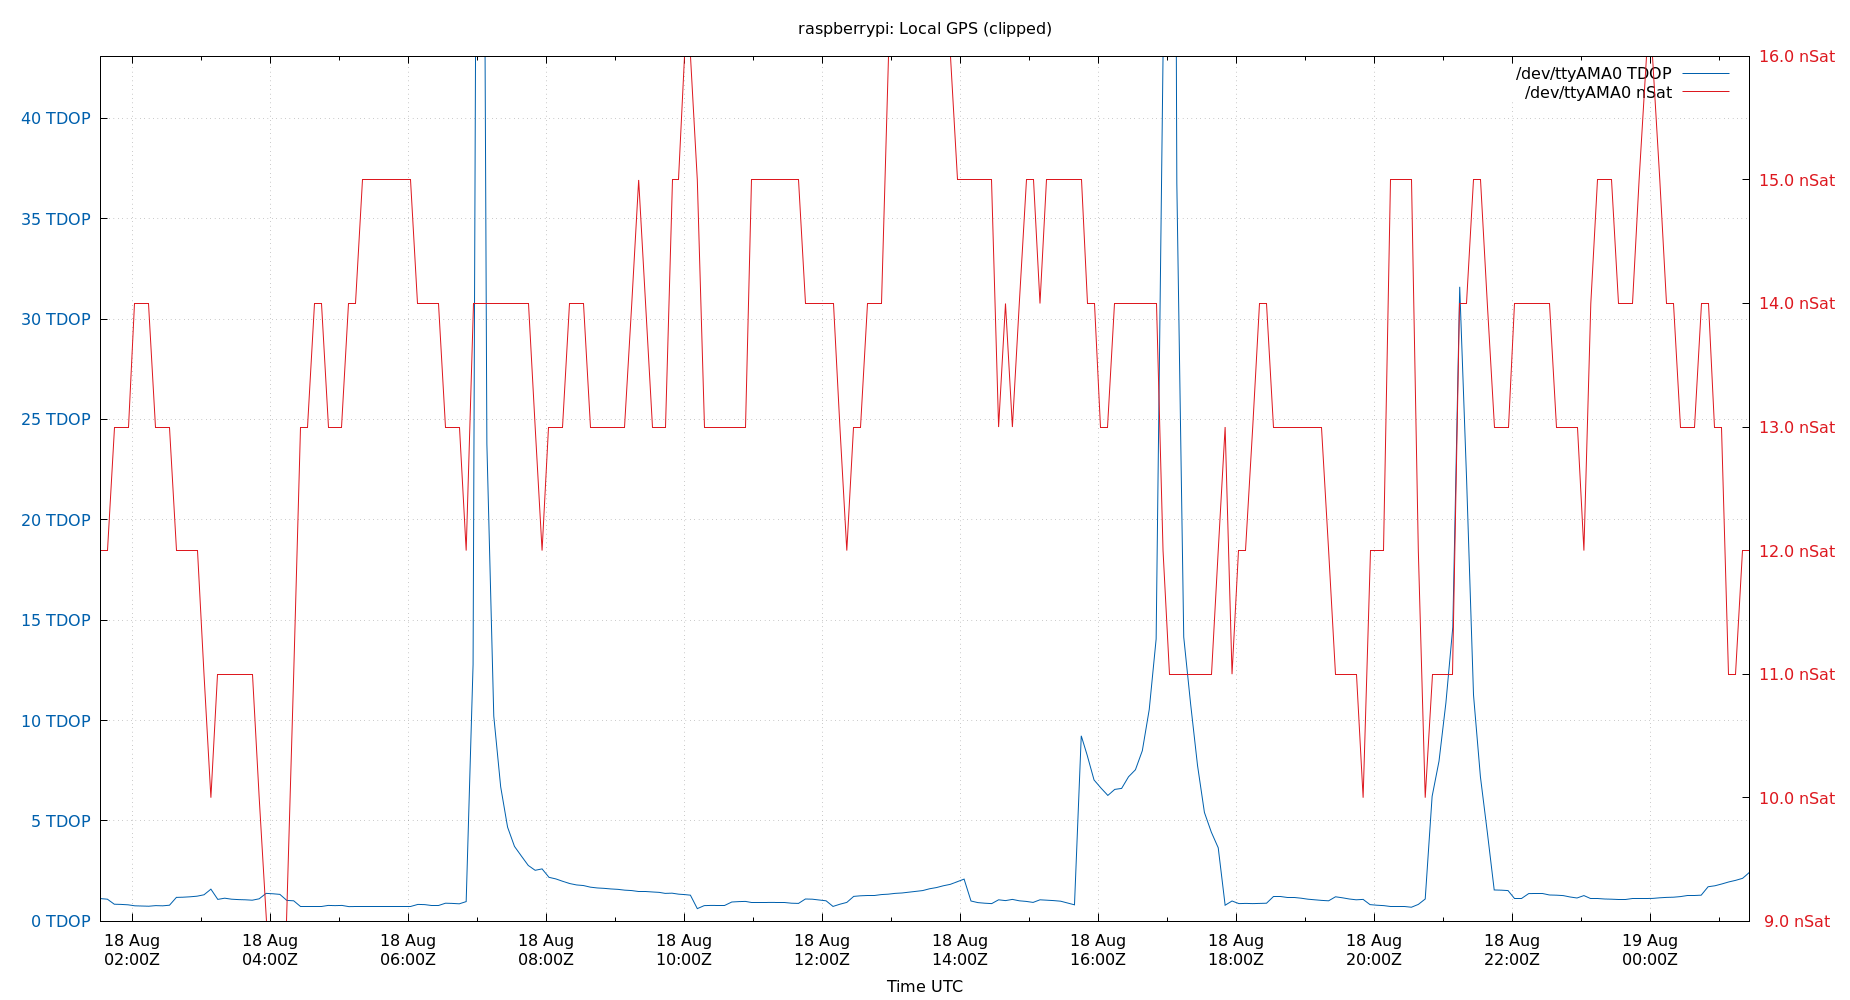 raspberrypi: Local GPS (clipped)
/dev/ttyAMA0 TDOP
/dev/ttyAMA0 nSat
40 TDOP
35 TDOP
30 TDOP
25 TDOP
20 TDOP
15 TDOP
10 TDOP
5 TDOP
0 TDOP
16.0 nSat
15.0 nSat
14.0 nSat
13.0 nSat
12.0 nSat
11.0 nSat
10.0 nSat
9.0 nSat
18 Aug 18 Aug 18 Aug 18 Aug 18 Aug 18 Aug 18 Aug 18 Aug 18 Aug 18 Aug 18 Aug 19 Aug
02:00Z 04:00Z 06:00Z 08:00Z 10:00Z 12:00Z 14:00Z 16:00Z 18:00Z 20:00Z 22:00Z 00:00Z
Time UTC